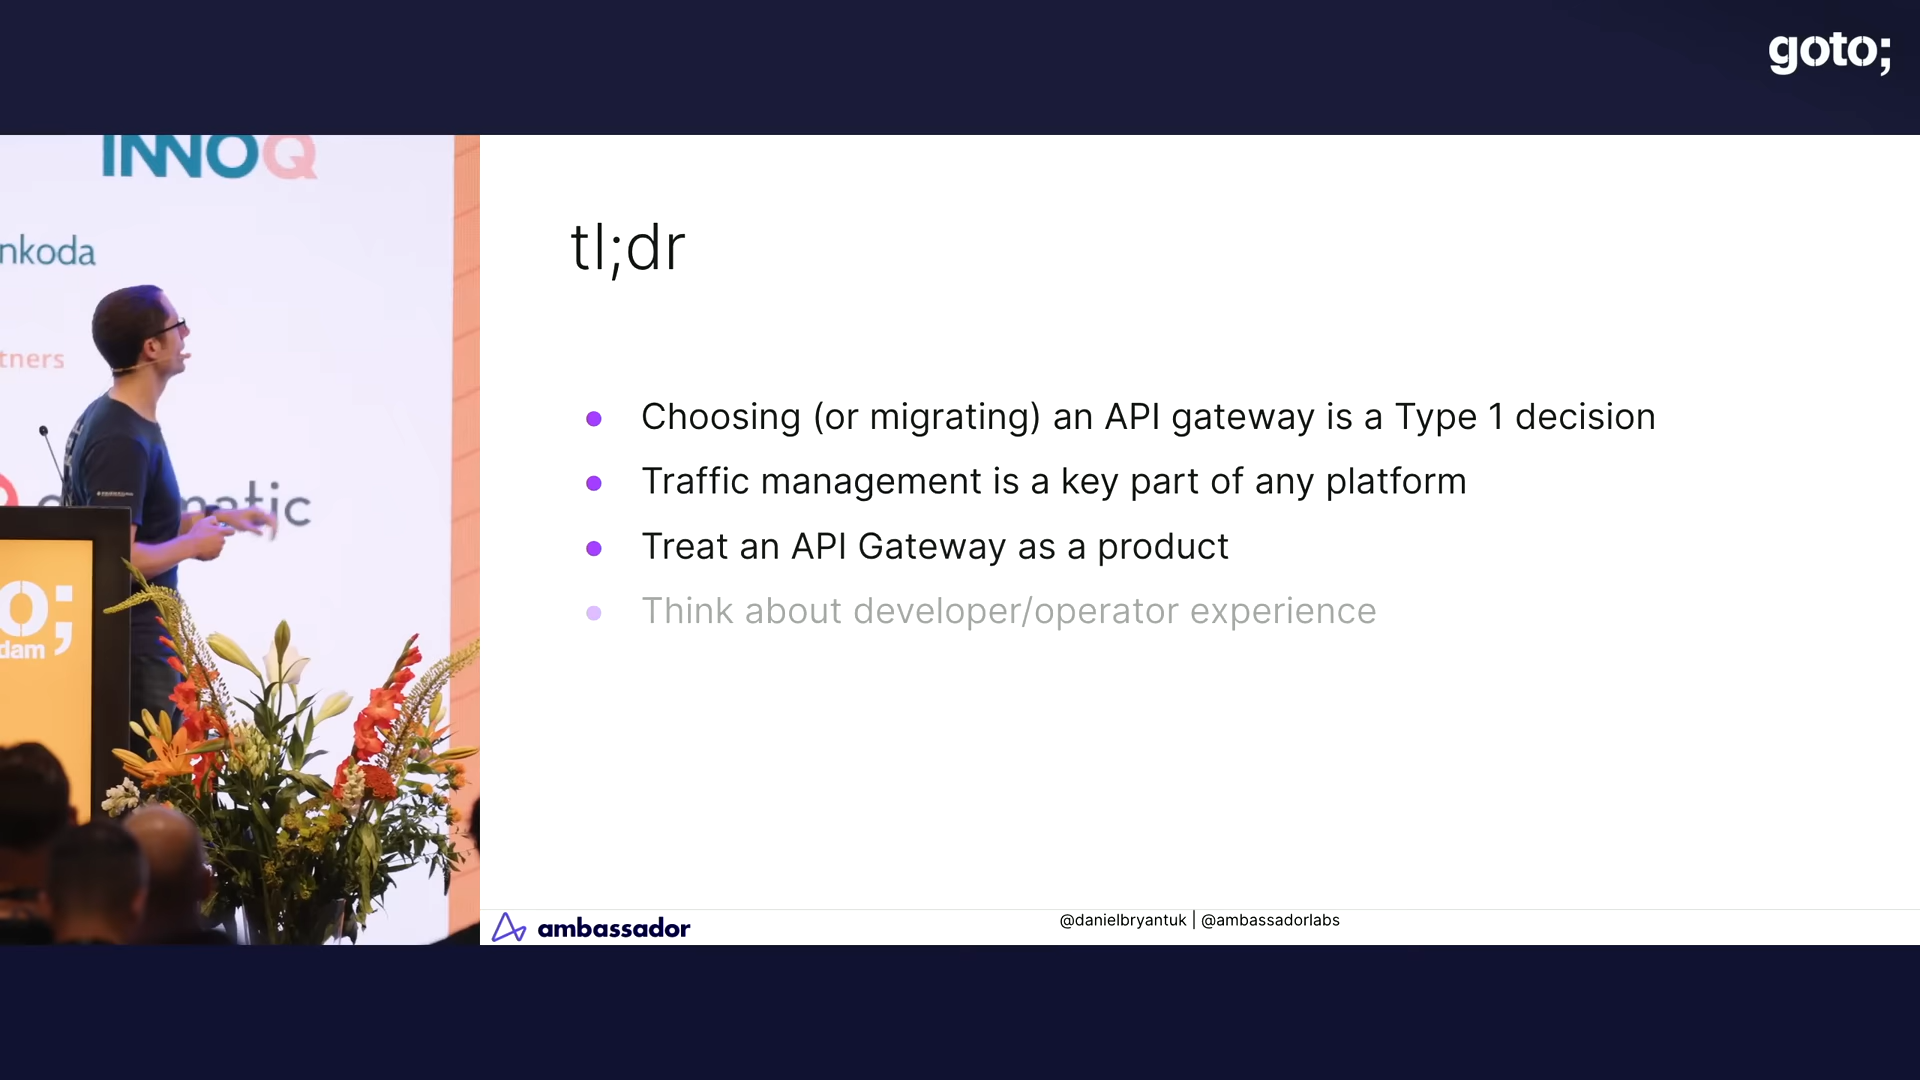 goto;
INNOQ
nkoda
tners
matic
o;
dam
tl;dr
Choosing (or migrating) an API gateway is a Type 1 decision
Traffic management is a key part of any platform
Treat an API Gateway as a product
Think about developer/operator experience
ambassador
@danielbryantuk | @ambassadorlabs